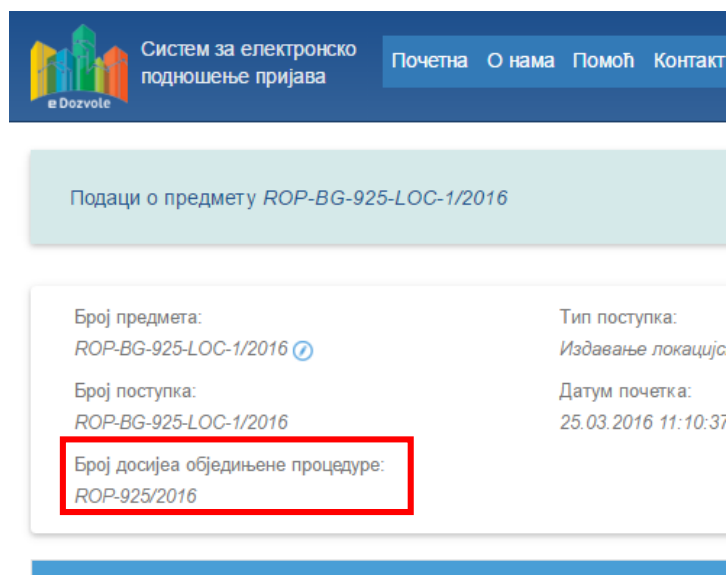 Систем за електронско
подношење пријава
Почетна О нама Помоћ Контакт
e Dozvole
Подаци о предмету ROP-BG-925-LOC-1/2016
Број предмета:
ROP-BG-925-LOC-1/2016
Тип поступка:
Издавање
Број поступка:
ROP-BG-925-LOC-1/2016
Датум почетка:
25.03.2016 11:10:37
Број досијеа обједињене процедуре:
ROP-925/2016